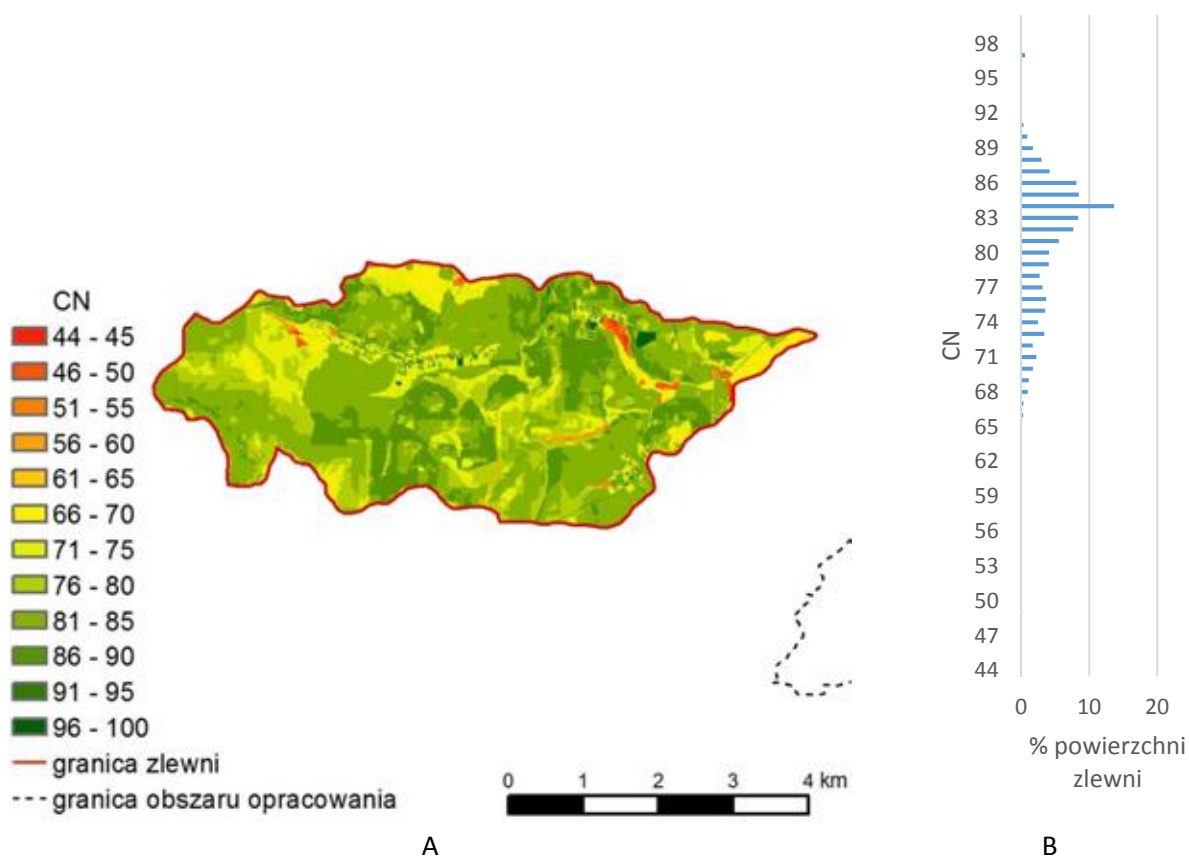 CN
44 - 45
46 - 50
51 - 55
56 - 60
61 - 65
66 - 70
71 - 75
76 - 80
81 - 85
86 - 90
91 - 95
96 - 100
granica zlewni
granica obszaru opracowania
0 1 2 3 4 km
A
98
95
92
89
86
83
80
77
74
71
68
65
62
59
56
53
50
47
44
CN
0 10 20
% powierzchni
zlewni
B